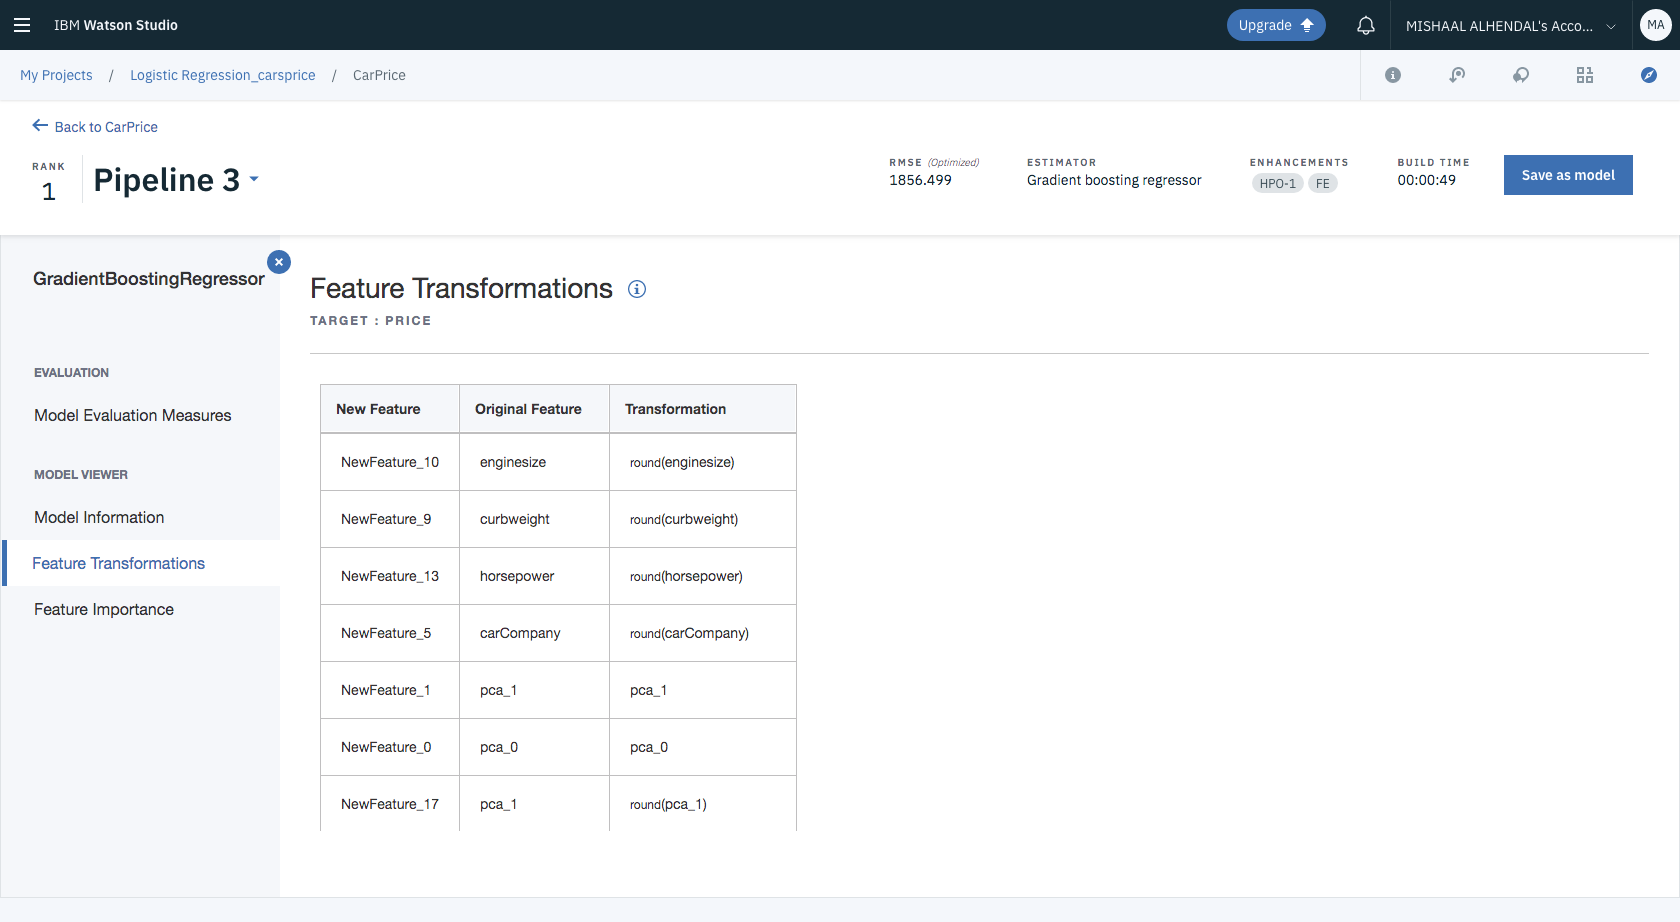 IBM Watson Studio
Upgrade
MISHAAL ALHENDAL's Acco...
MA
My Projects / Logistic Regression_carsprice / CarPrice
Back to CarPrice
RANK
1
Pipeline 3
RMSE (Optimized)
1856.499
ESTIMATOR
Gradient boosting regressor
ENHANCEMENTS
HPO-1 FE
BUILD TIME
00:00:49
Save as model
GradientBoostingRegressor
EVALUATION
Model Evaluation Measures
MODEL VIEWER
Model Information
Feature Transformations
Feature Importance
Feature Transformations
TARGET : PRICE
New Feature Original Feature Transformation
NewFeature_10 enginesize round(enginesize)
NewFeature_9 curbweight round(curbweight)
NewFeature_13 horsepower round(horsepower)
NewFeature_5 carCompany round(carCompany)
NewFeature_1 pca_1 pca_1
NewFeature_0 pca_0 pca_0
NewFeature_17 pca_1 round(pca_1)